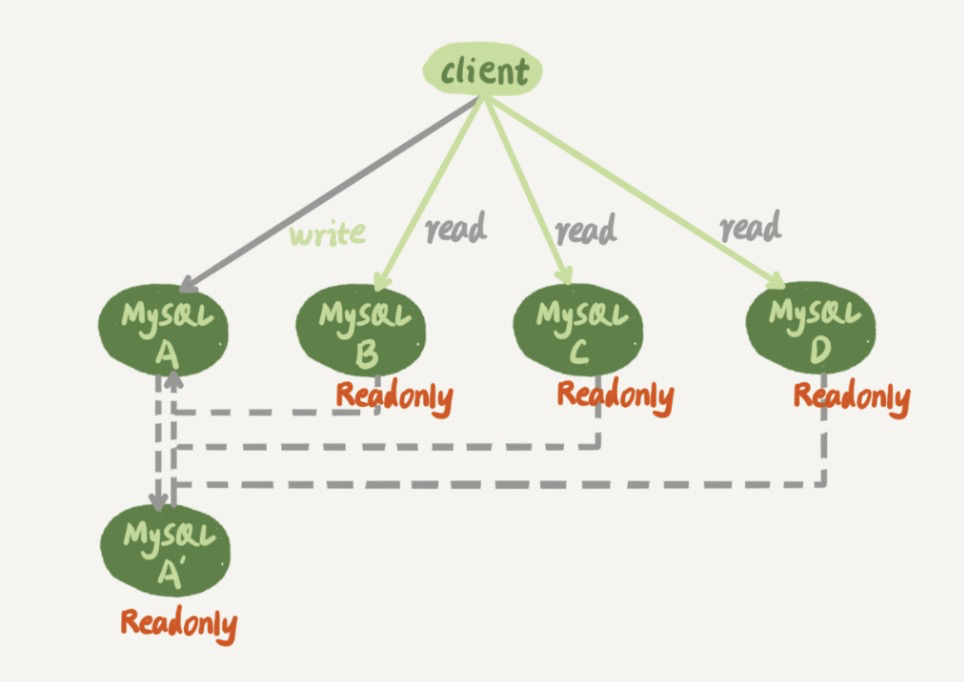 client
write
read
read
read
MySQL
A
MySQL
B
Readonly
MySQL
C
Readonly
MySQL
D
Readonly
MySQL
A'
Readonly